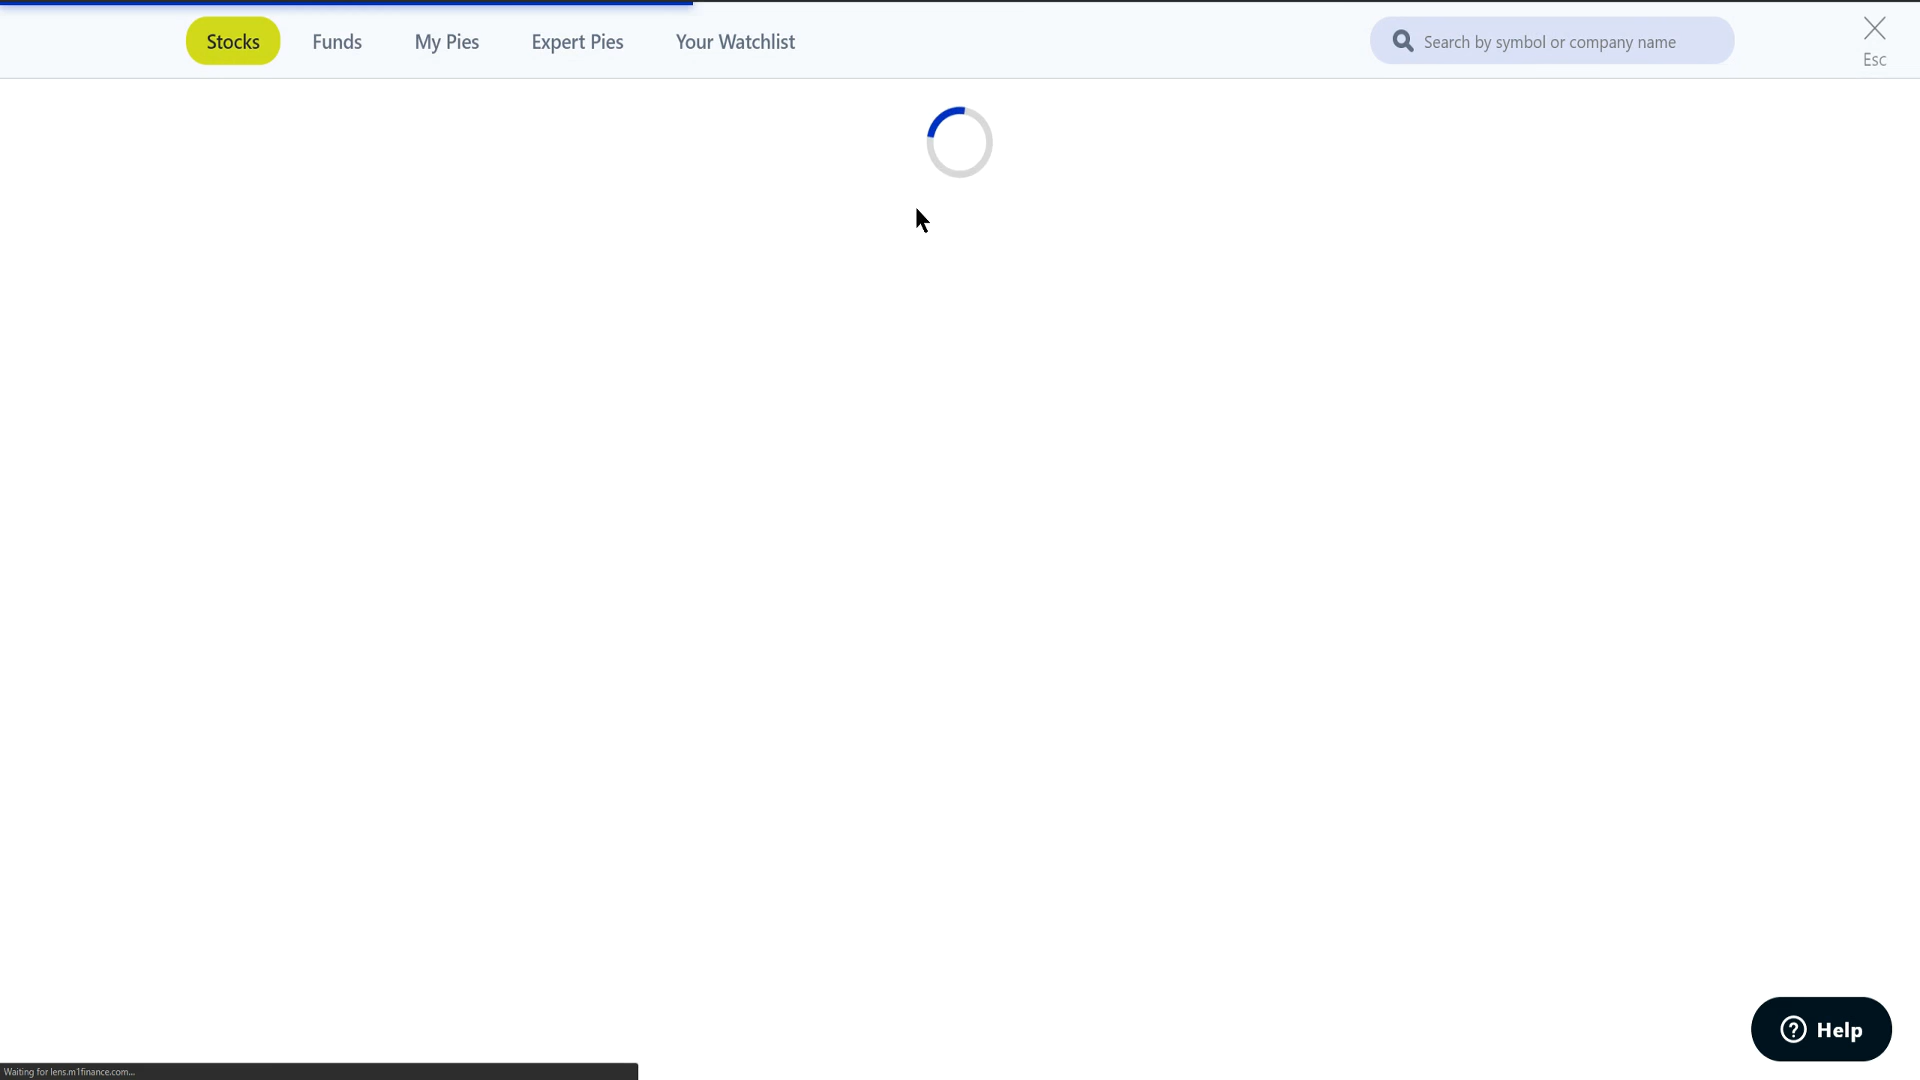 Stocks Funds My Pies Expert Pies Your Watchlist Search by symbol or company name
Esc
Help
Waiting for lens.m1finance.com...